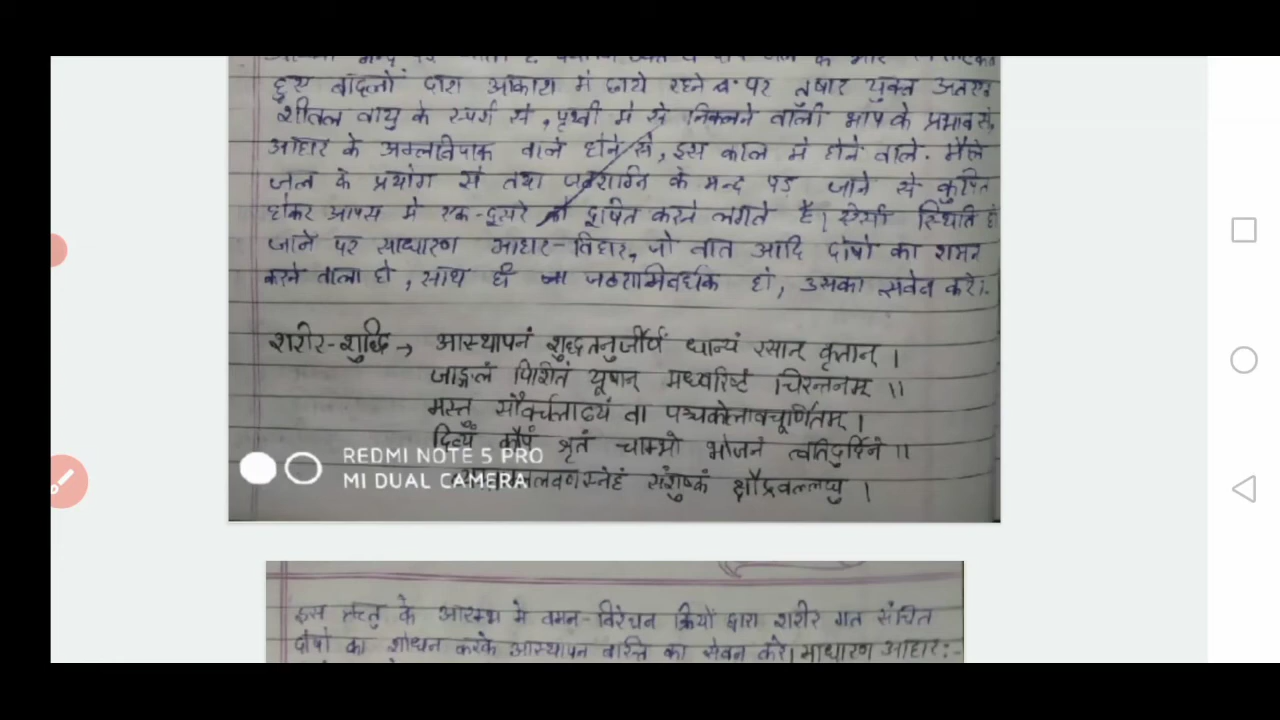 हुए बादलों द्वारा आकाश में छाये रहने पर तुषार युक्त अतएव
शीतल वायु के स्पर्श से, पृथ्वी में से निकलने वाली भाप के प्रभाव से,
आहार के अम्लविपाक वाले होने से, इस काल मे होने वाले. मैले
जल के प्रयोग से तथा जठराग्नि के मन्द पड़ जाने से कुपित
होकर आपस मे एक-दूसरे को दूषित करने लगते हैं। ऐसी स्थिति हो
जाने पर साधारण आहार-विहार, जो वात आदि दोषों का शमन
करने वाला हो, साथ जठराग्निवर्धक हो, उसका सेवन करे।
शरीर-शुद्धि → आस्थापनं शुद्धतनुर्जीर्णं धान्यं रसान् कृतान् ।
जाङ्गलं पिशितं यूषान् मध्वरिष्टं चिरन्तनम् ॥
मस्तु सौवर्चलाढ्यं वा पञ्चकोलावचूर्णितम् ।
दिव्यं कौपं श्रृतं चाम्भो भोजनं त्वतिदुर्दिने ॥
REDMI NOTE 5 PRO
MI DUAL CAMERA
लवणस्नेहं संशुष्कं क्षौद्रवल्लघु ।
इस ऋतु के आरम्भ मे वमन-विरेचन क्रियों द्वारा शरीर गत संचित
दोषो का शोधन करके आस्थापन बस्ति का सेवन करे। साधारण आहार:-